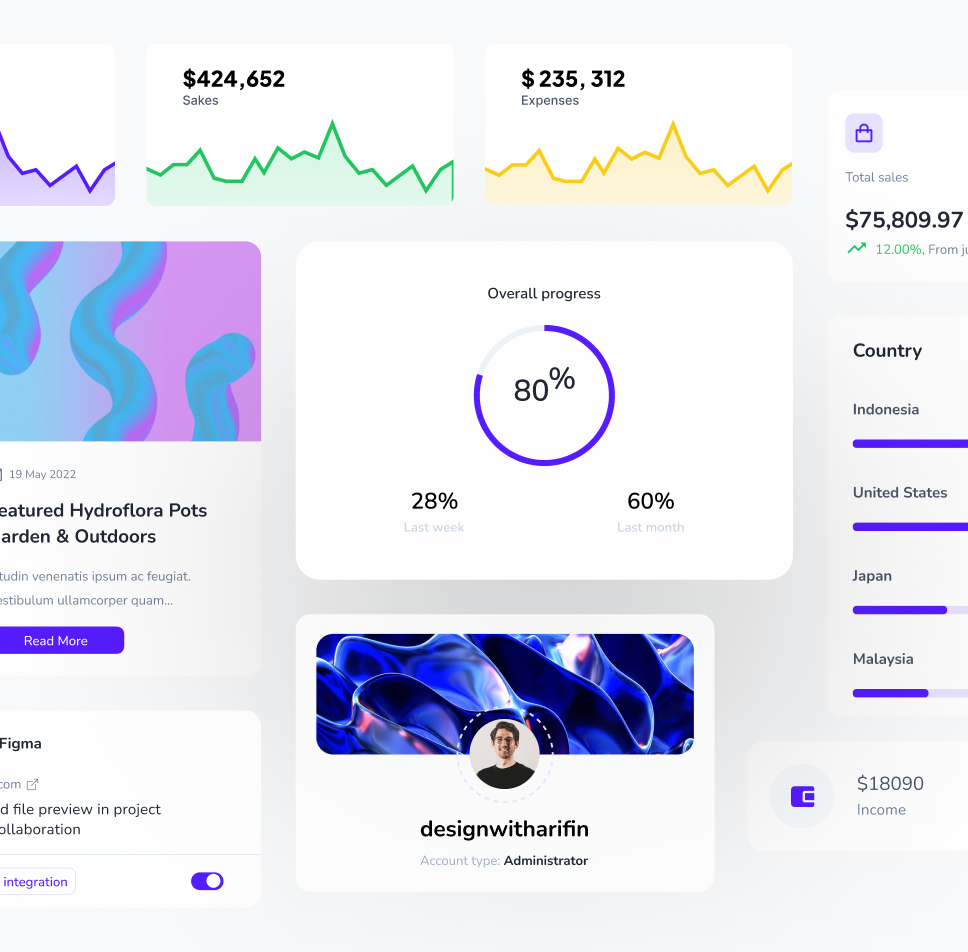 $424,652
Sakes
$ 235, 312
Expenses
Total sales
$75,809.97
12.00%, From
Overall progress
80%
28%
Last week
60%
Last month
19 May 2022
eatured Hydroflora Pots
arden & Outdoors
tudin venenatis ipsum ac feugiat.
estibulum ullamcorper quam...
Read More
Country
Indonesia
United States
Japan
Malaysia
Figma
com
d file preview in project
ollaboration
integration
designwitharifin
Account type: Administrator
$18090
Income